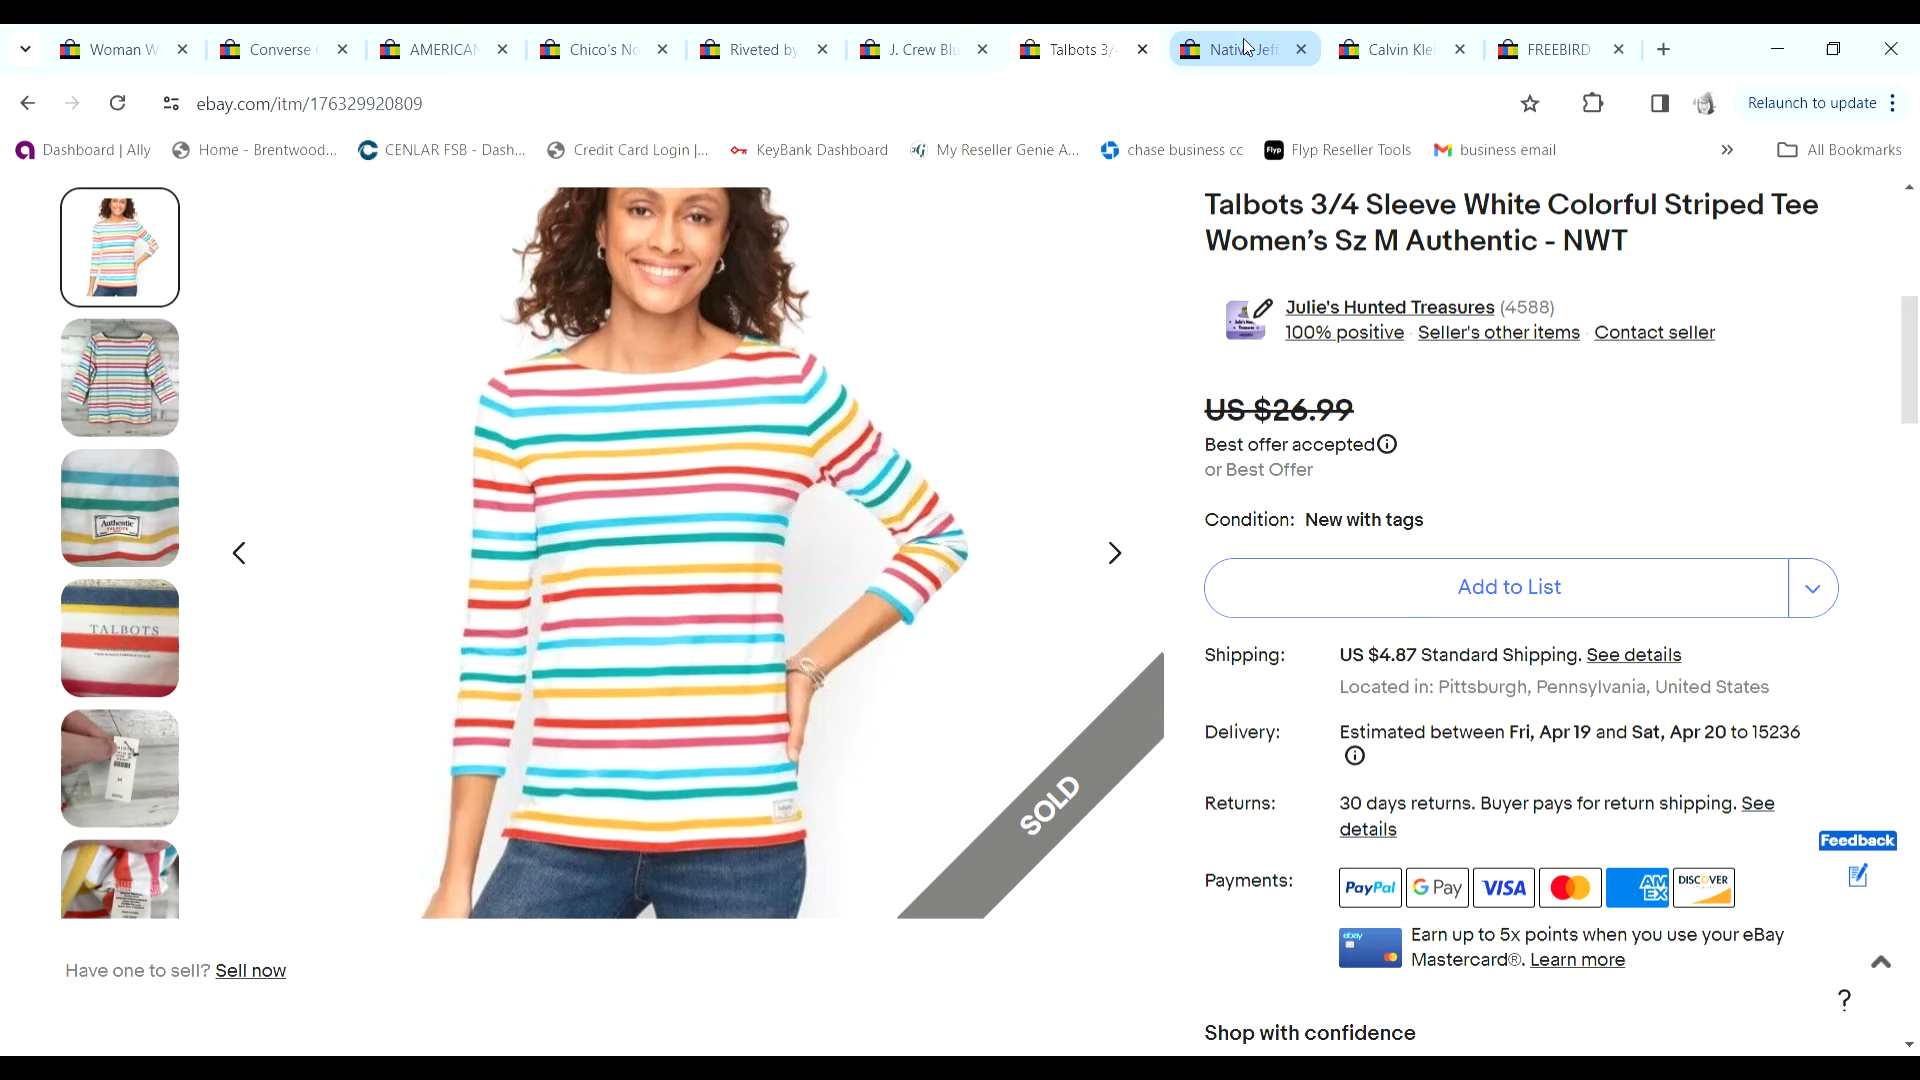 Woman W
Converse
AMERICAN
Chico's No
Riveted by
J. Crew Blu
Talbots 3/
Native Jeff
Calvin Klei
FREEBIRD
ebay.com/itm/176329920809
Relaunch to update
Dashboard | Ally
Home - Brentwood...
CENLAR FSB - Dash...
Credit Card Login |...
KeyBank Dashboard
My Reseller Genie A...
chase business cc
Flyp
Flyp Reseller Tools
business email
»
All Bookmarks
Talbots 3/4 Sleeve White Colorful Striped Tee
Women's Sz M Authentic - NWT
Julie's Hunted Treasures (4588)
100% positive Seller's other items Contact seller
US $26.99
Best offer accepted
or Best Offer
Condition: New with tags
Add to List
Shipping: US $4.87 Standard Shipping. See details
Located in: Pittsburgh, Pennsylvania, United States
Delivery: Estimated between Fri, Apr 19 and Sat, Apr 20 to 15236
Returns: 30 days returns. Buyer pays for return shipping. See
details
Feedback
Payments: PayPal G Pay VISA AM EX DISCOVER
ebay
Earn up to 5x points when you use your eBay
Mastercard®. Learn more
?
Shop with confidence
Authentic
TALBOTS
TALBOTS
M
SOLD
Have one to sell? Sell now